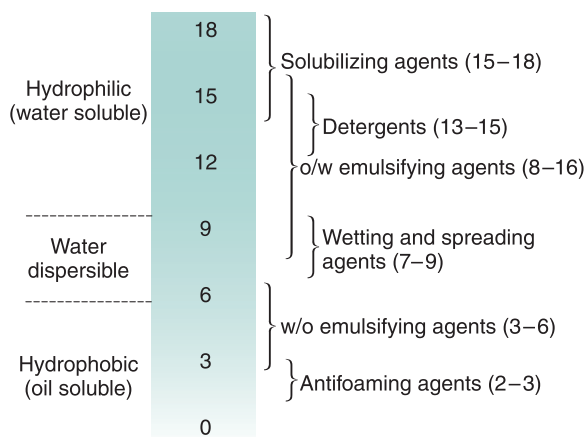 18
Solubilizing agents (15–18)
Hydrophilic
(water soluble)
15
Detergents (13–15)
12
o/w emulsifying agents (8–16)
9
Water
dispersible
Wetting and spreading
agents (7–9)
6
w/o emulsifying agents (3–6)
3
Hydrophobic
(oil soluble)
Antifoaming agents (2–3)
0